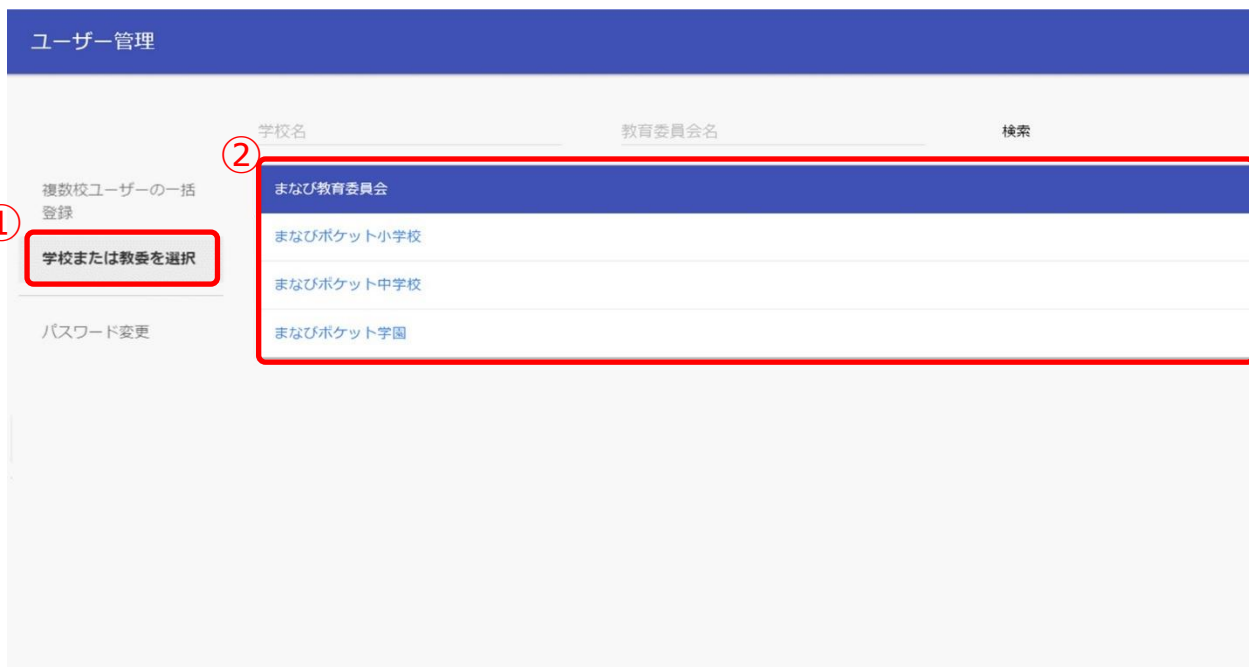 ユーザー管理
学校名
教育委員会名
検索
②
まなび教育委員会
複数校ユーザーの一括
登録
①
まなびポケット小学校
学校または教委を選択
まなびポケット中学校
パスワード変更
まなびポケット学園